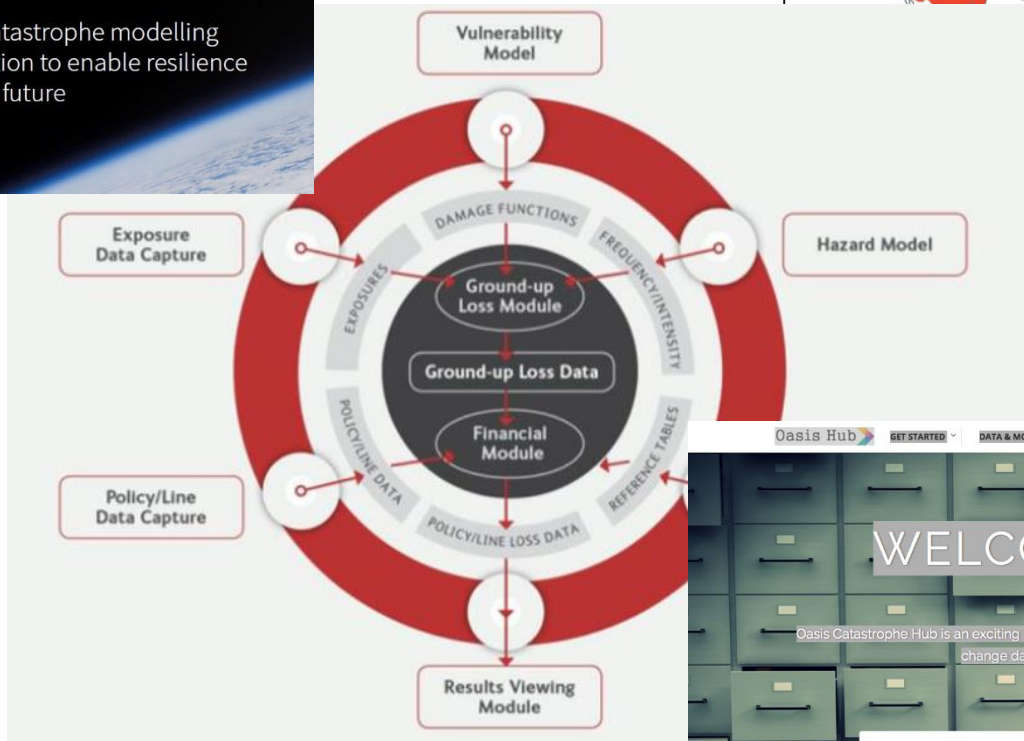 tastrophe modelling
ion to enable resilience
future
Vulnerability
Model
Exposure
Data Capture
Hazard Model
DAMAGE FUNCTIONS
FREQUENCY/INTENSITY
EXPOSURES
Ground-up
Loss Module
Ground-up Loss Data
Financial
Module
POLICY/LINE DATA
REFERENCE TABLES
POLICY/LINE LOSS DATA
Policy/Line
Data Capture
Results Viewing
Module
Oasis Hub GET STARTED DATA & MO
WELCO
Oasis Catastrophe Hub is an exciting
change da